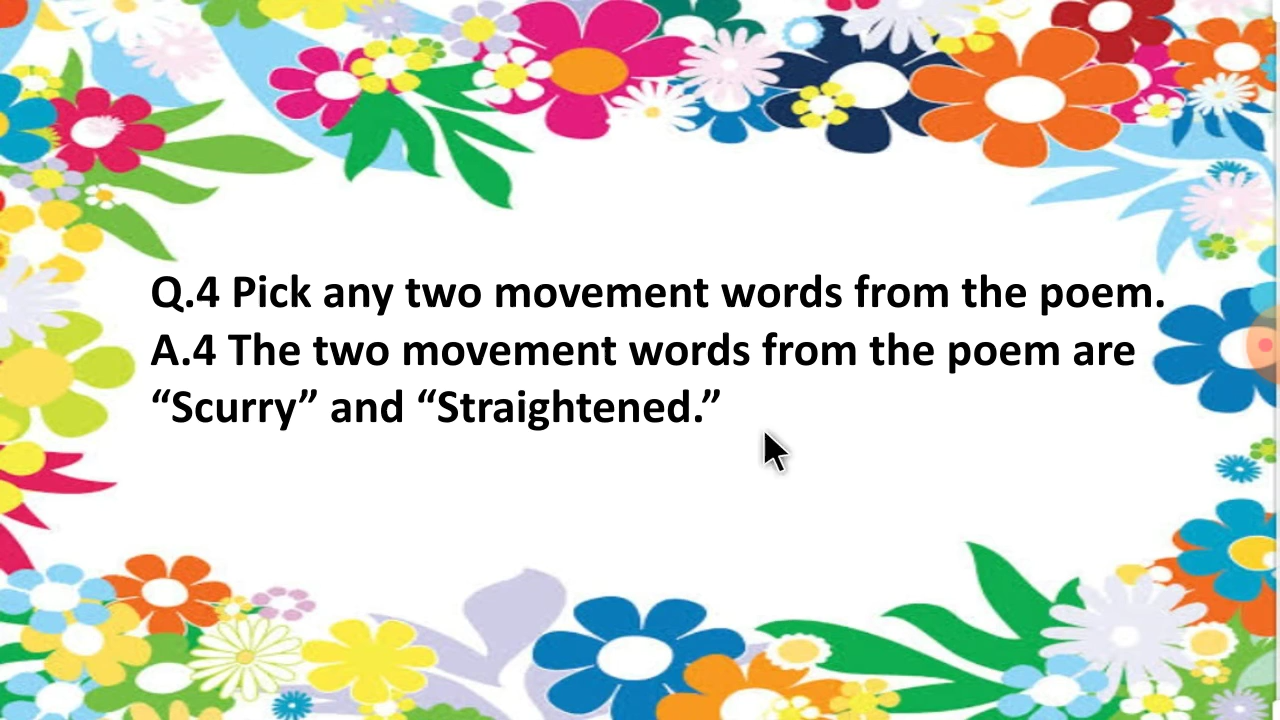 Q.4 Pick any two movement words from the poem.
A.4 The two movement words from the poem are
“Scurry” and “Straightened.”